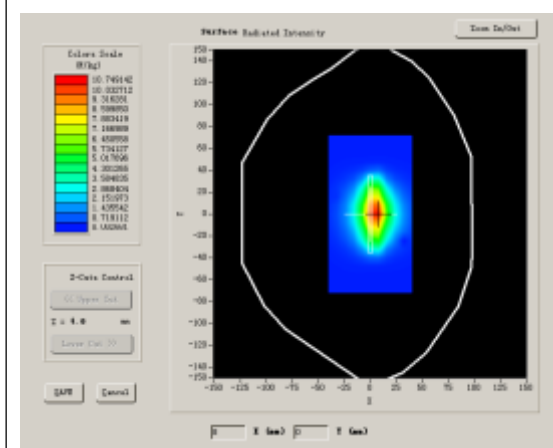 Surface Radiated Intensity
Zoom In/Out
Colors Scale
(W/kg)
10.749142
10.032712
9.316281
8.599850
7.883419
7.166989
6.450558
5.734127
5.017696
4.301266
3.584835
2.868404
2.151973
1.435542
0.719112
0.002681
150
140
120
100
80
60
40
20
0
-20
-40
-60
-80
-100
-120
-140
-150
-150 -125 -100 -75 -50 -25 0 25 50 75 100 125 150
X
Z-Cuts Control
<< Upper Cut
Z = 4.0 mm
Lower Cut >>
SAVE
Cancel
8 X (mm) 0 Y (mm)